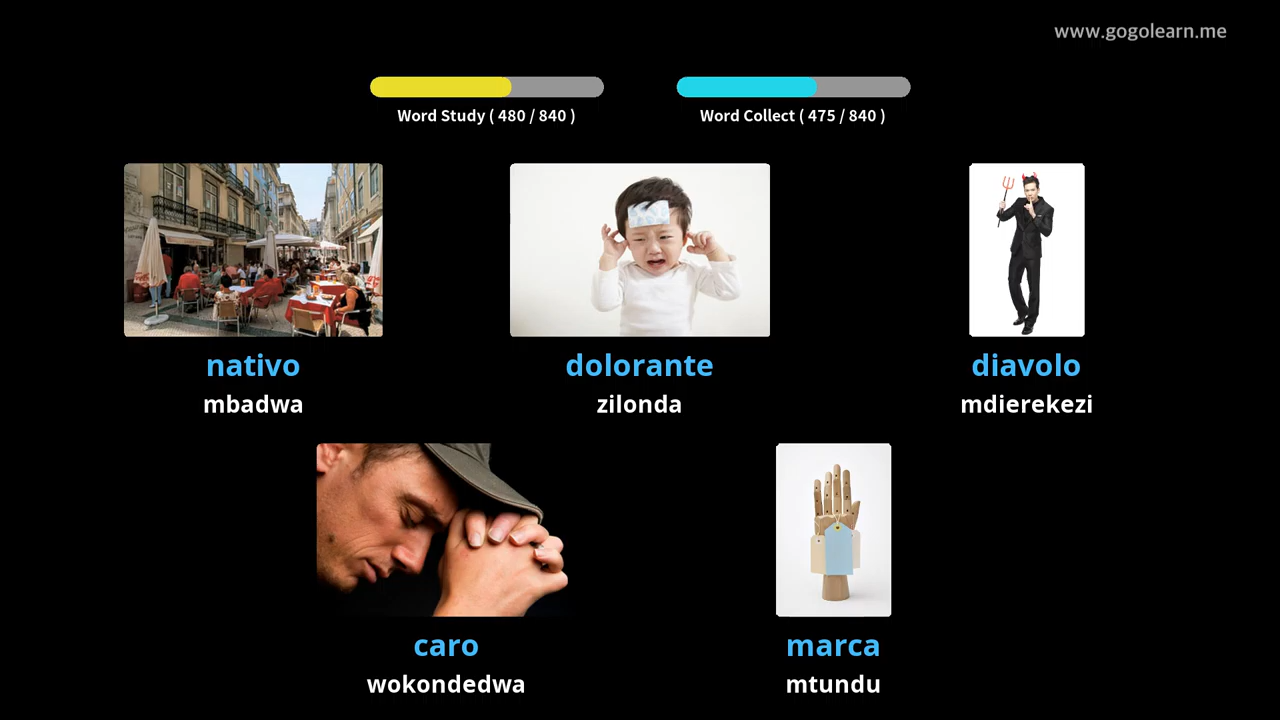 www.gogolearn.me
Word Study ( 480 / 840 )
Word Collect ( 475 / 840 )
nativo
mbadwa
dolorante
zilonda
diavolo
mdierekezi
caro
wokondedwa
marca
mtundu